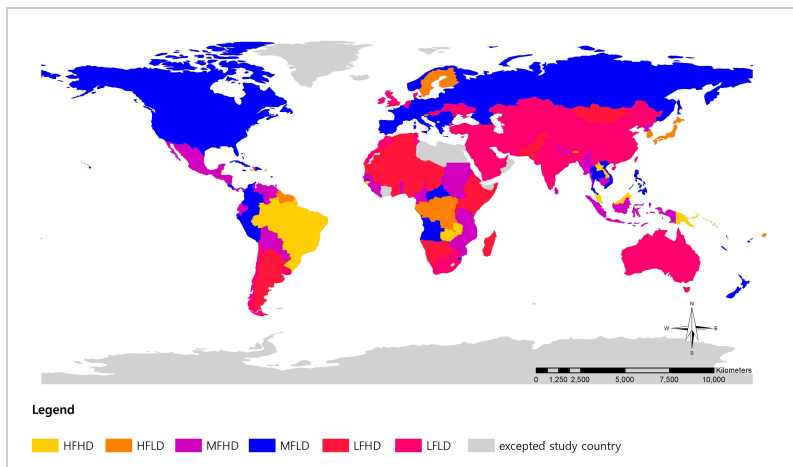 N
W E
S
Kilometers
0 1,250 2,500 5,000 7,500 10,000
Legend
HFHD HFLD MFHD MFLD LFHD LFLD excepted study country